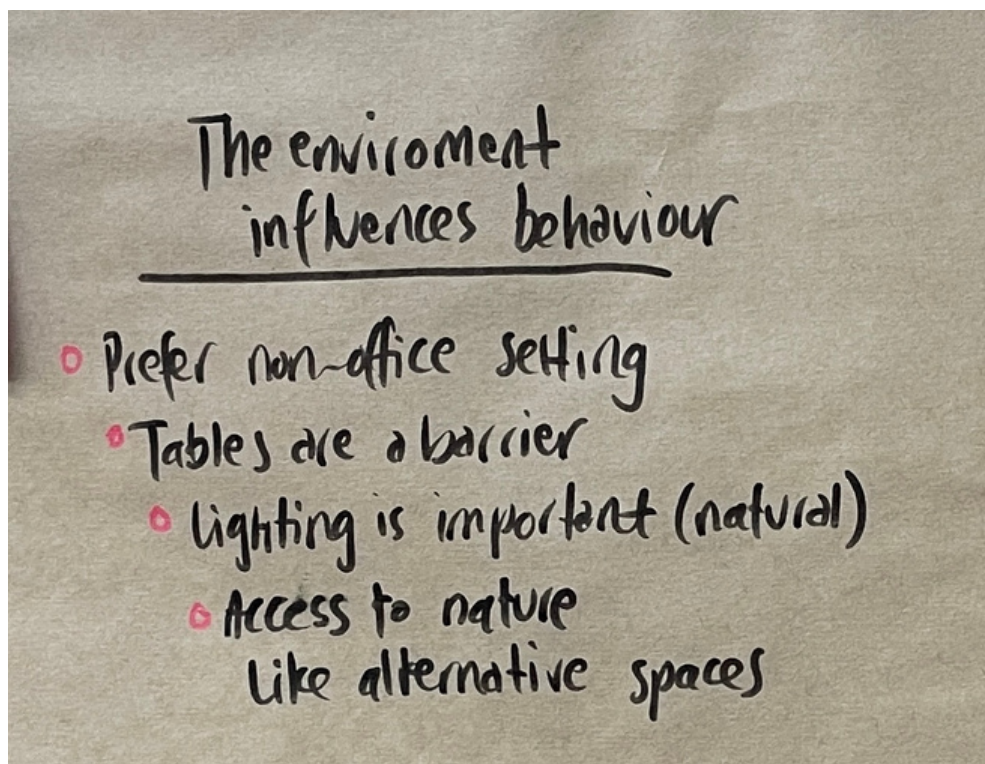 The enviroment
influences behaviour
Prefer non-office setting
Tables are a barrier
Lighting is important (natural)
Access to nature
Like alternative spaces